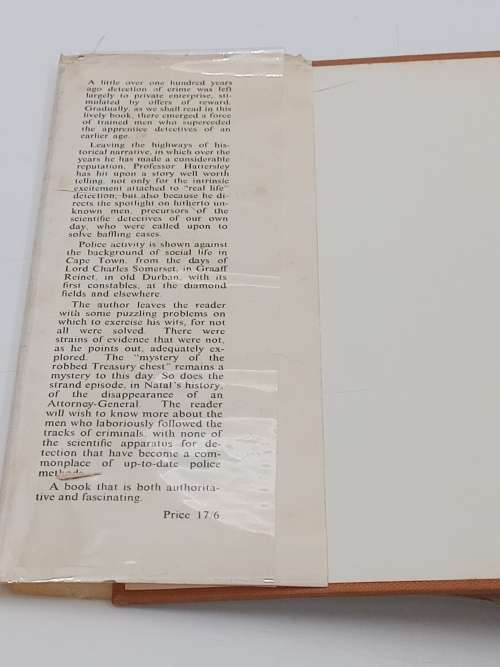 A little over one hundred years
ago detection of crime was left
largely to private enterprise, sti-
mulated by offers of reward.
Gradually, as we shall read in this
lively book, there emerged a force
of trained men who superceded
the apprentice detectives of an
earlier age.
Leaving the highways of his-
torical narrative, in which over the
years he has made a considerable
reputation, Professor Hattersley
has hit upon a story well worth
telling, not only for the intrinsic
excitement attached to "real life"
detection, but also because he di-
rects the spotlight on hitherto un-
known men, precursors of the
scientific detectives of our own
day, who were called upon to
solve baffling cases.
Police activity is shown against
the background of social life in
Cape Town, from the days of
Lord Charles Somerset, in Graaff
Reinet, in old Durban, with its
first constables, at the diamond
fields and elsewhere.
The author leaves the reader
with some puzzling problems on
which to exercise his wits, for not
all were solved. There were
strains of evidence that were not,
as he points out, adequately ex-
plored. The "mystery of the
robbed Treasury chest" remains a
mystery to this day. So does the
strand episode, in Natal's history,
of the disappearance of an
Attorney-General. The reader
will wish to know more about the
men who laboriously followed the
tracks of criminals, with none of
the scientific apparatus for de-
tection that have become a com-
monplace of up-to-date police
methods.
A book that is both authorita-
tive and fascinating.
Price 17/6